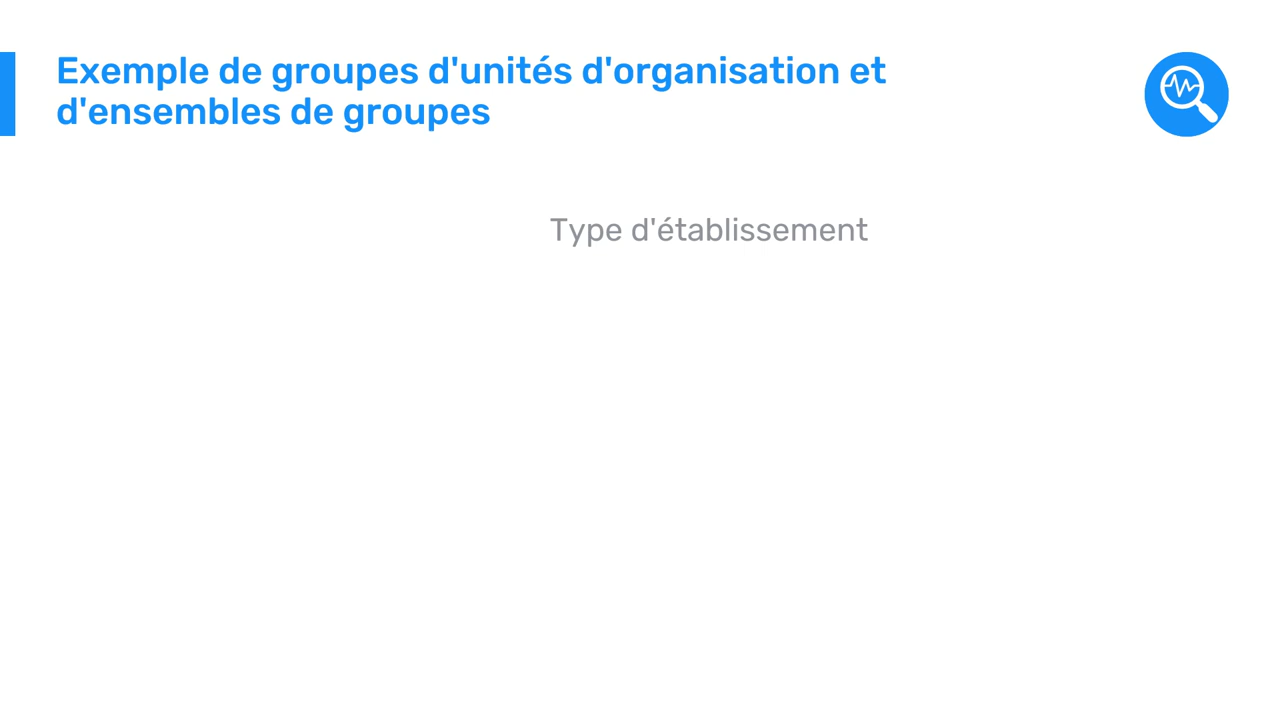 Exemple de groupes d'unités d'organisation et
d'ensembles de groupes
Type d'établissement